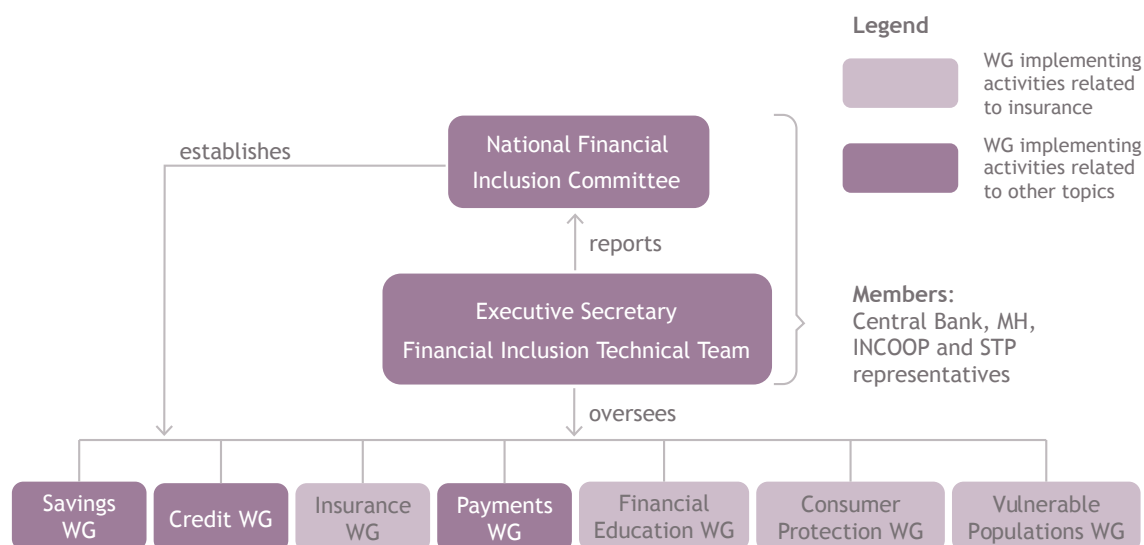 Legend
WG implementing
activities related
to insurance
WG implementing
activities related
to other topics
National Financial
Inclusion Committee
establishes
reports
Executive Secretary
Financial Inclusion Technical Team
Members:
Central Bank, MH,
INCOOP and STP
representatives
oversees
Savings
WG
Credit WG
Insurance
WG
Payments
WG
Financial
Education WG
Consumer
Protection WG
Vulnerable
Populations WG